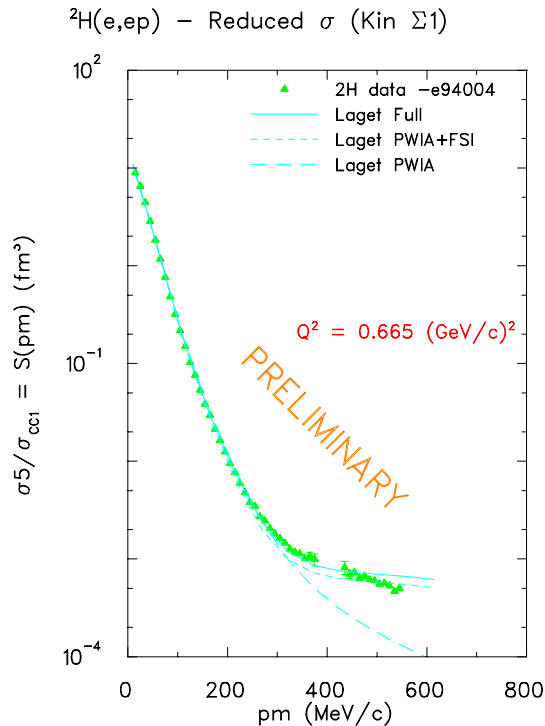 ²H(e,ep) – Reduced σ (Kin Σ1)
10²
2H data -e94004
Laget Full
Laget PWIA+FSI
Laget PWIA
Q² = 0.665 (GeV/c)²
σ5/σ_CC1 = S(pm) (fm³)
10⁻¹
PRELIMINARY
10⁻⁴
0 200 400 600 800
pm (MeV/c)